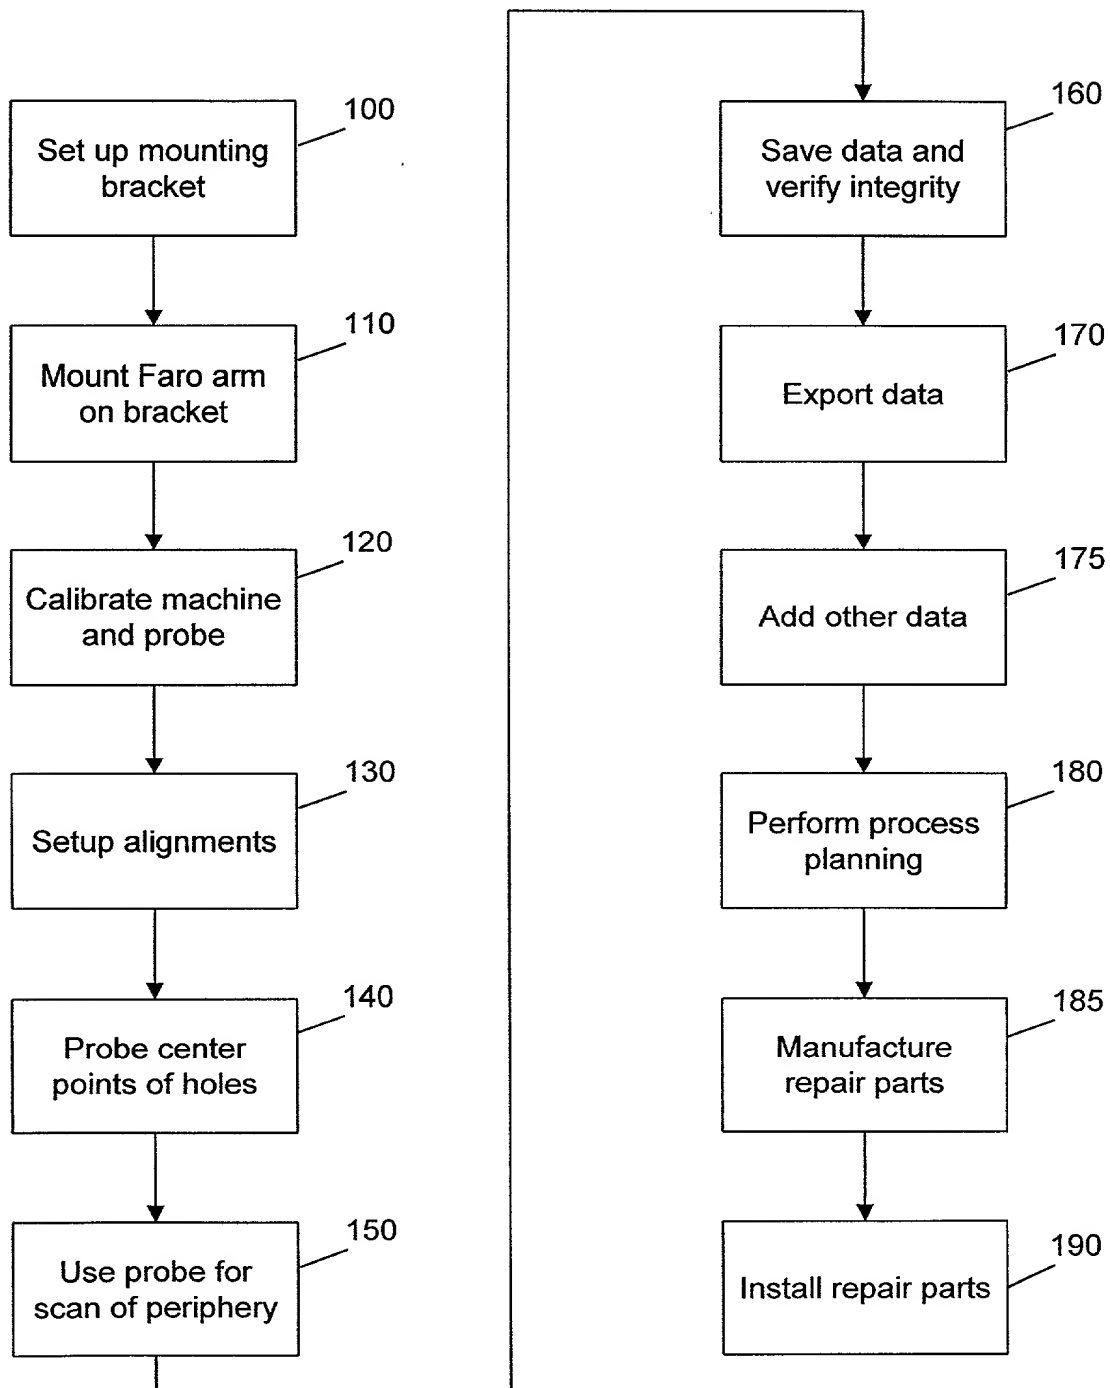 100
Set up mounting
bracket
110
Mount Faro arm
on bracket
120
Calibrate machine
and probe
130
Setup alignments
140
Probe center
points of holes
150
Use probe for
scan of periphery
160
Save data and
verify integrity
170
Export data
175
Add other data
180
Perform process
planning
185
Manufacture
repair parts
190
Install repair parts